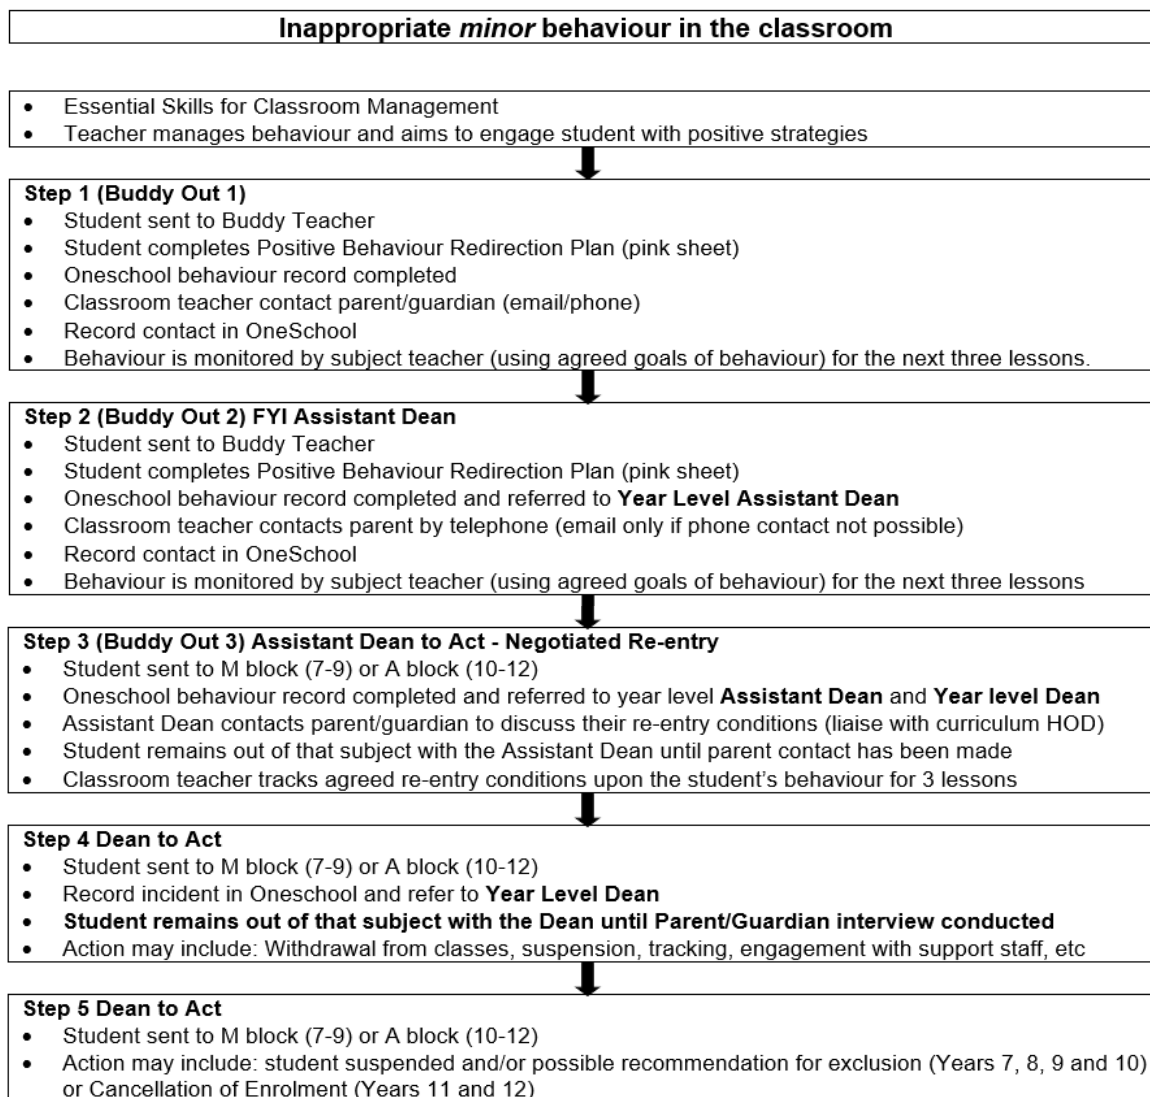 Inappropriate minor behaviour in the classroom
• Essential Skills for Classroom Management
• Teacher manages behaviour and aims to engage student with positive strategies
Step 1 (Buddy Out 1)
• Student sent to Buddy Teacher
• Student completes Positive Behaviour Redirection Plan (pink sheet)
• Oneschool behaviour record completed
• Classroom teacher contact parent/guardian (email/phone)
• Record contact in OneSchool
• Behaviour is monitored by subject teacher (using agreed goals of behaviour) for the next three lessons.
Step 2 (Buddy Out 2) FYI Assistant Dean
• Student sent to Buddy Teacher
• Student completes Positive Behaviour Redirection Plan (pink sheet)
• Oneschool behaviour record completed and referred to Year Level Assistant Dean
• Classroom teacher contacts parent by telephone (email only if phone contact not possible)
• Record contact in OneSchool
• Behaviour is monitored by subject teacher (using agreed goals of behaviour) for the next three lessons
Step 3 (Buddy Out 3) Assistant Dean to Act - Negotiated Re-entry
• Student sent to M block (7-9) or A block (10-12)
• Oneschool behaviour record completed and referred to year level Assistant Dean and Year level Dean
• Assistant Dean contacts parent/guardian to discuss their re-entry conditions (liaise with curriculum HOD)
• Student remains out of that subject with the Assistant Dean until parent contact has been made
• Classroom teacher tracks agreed re-entry conditions upon the student's behaviour for 3 lessons
Step 4 Dean to Act
• Student sent to M block (7-9) or A block (10-12)
• Record incident in Oneschool and refer to Year Level Dean
• Student remains out of that subject with the Dean until Parent/Guardian interview conducted
• Action may include: Withdrawal from classes, suspension, tracking, engagement with support staff, etc
Step 5 Dean to Act
• Student sent to M block (7-9) or A block (10-12)
• Action may include: student suspended and/or possible recommendation for exclusion (Years 7, 8, 9 and 10)
or Cancellation of Enrolment (Years 11 and 12)